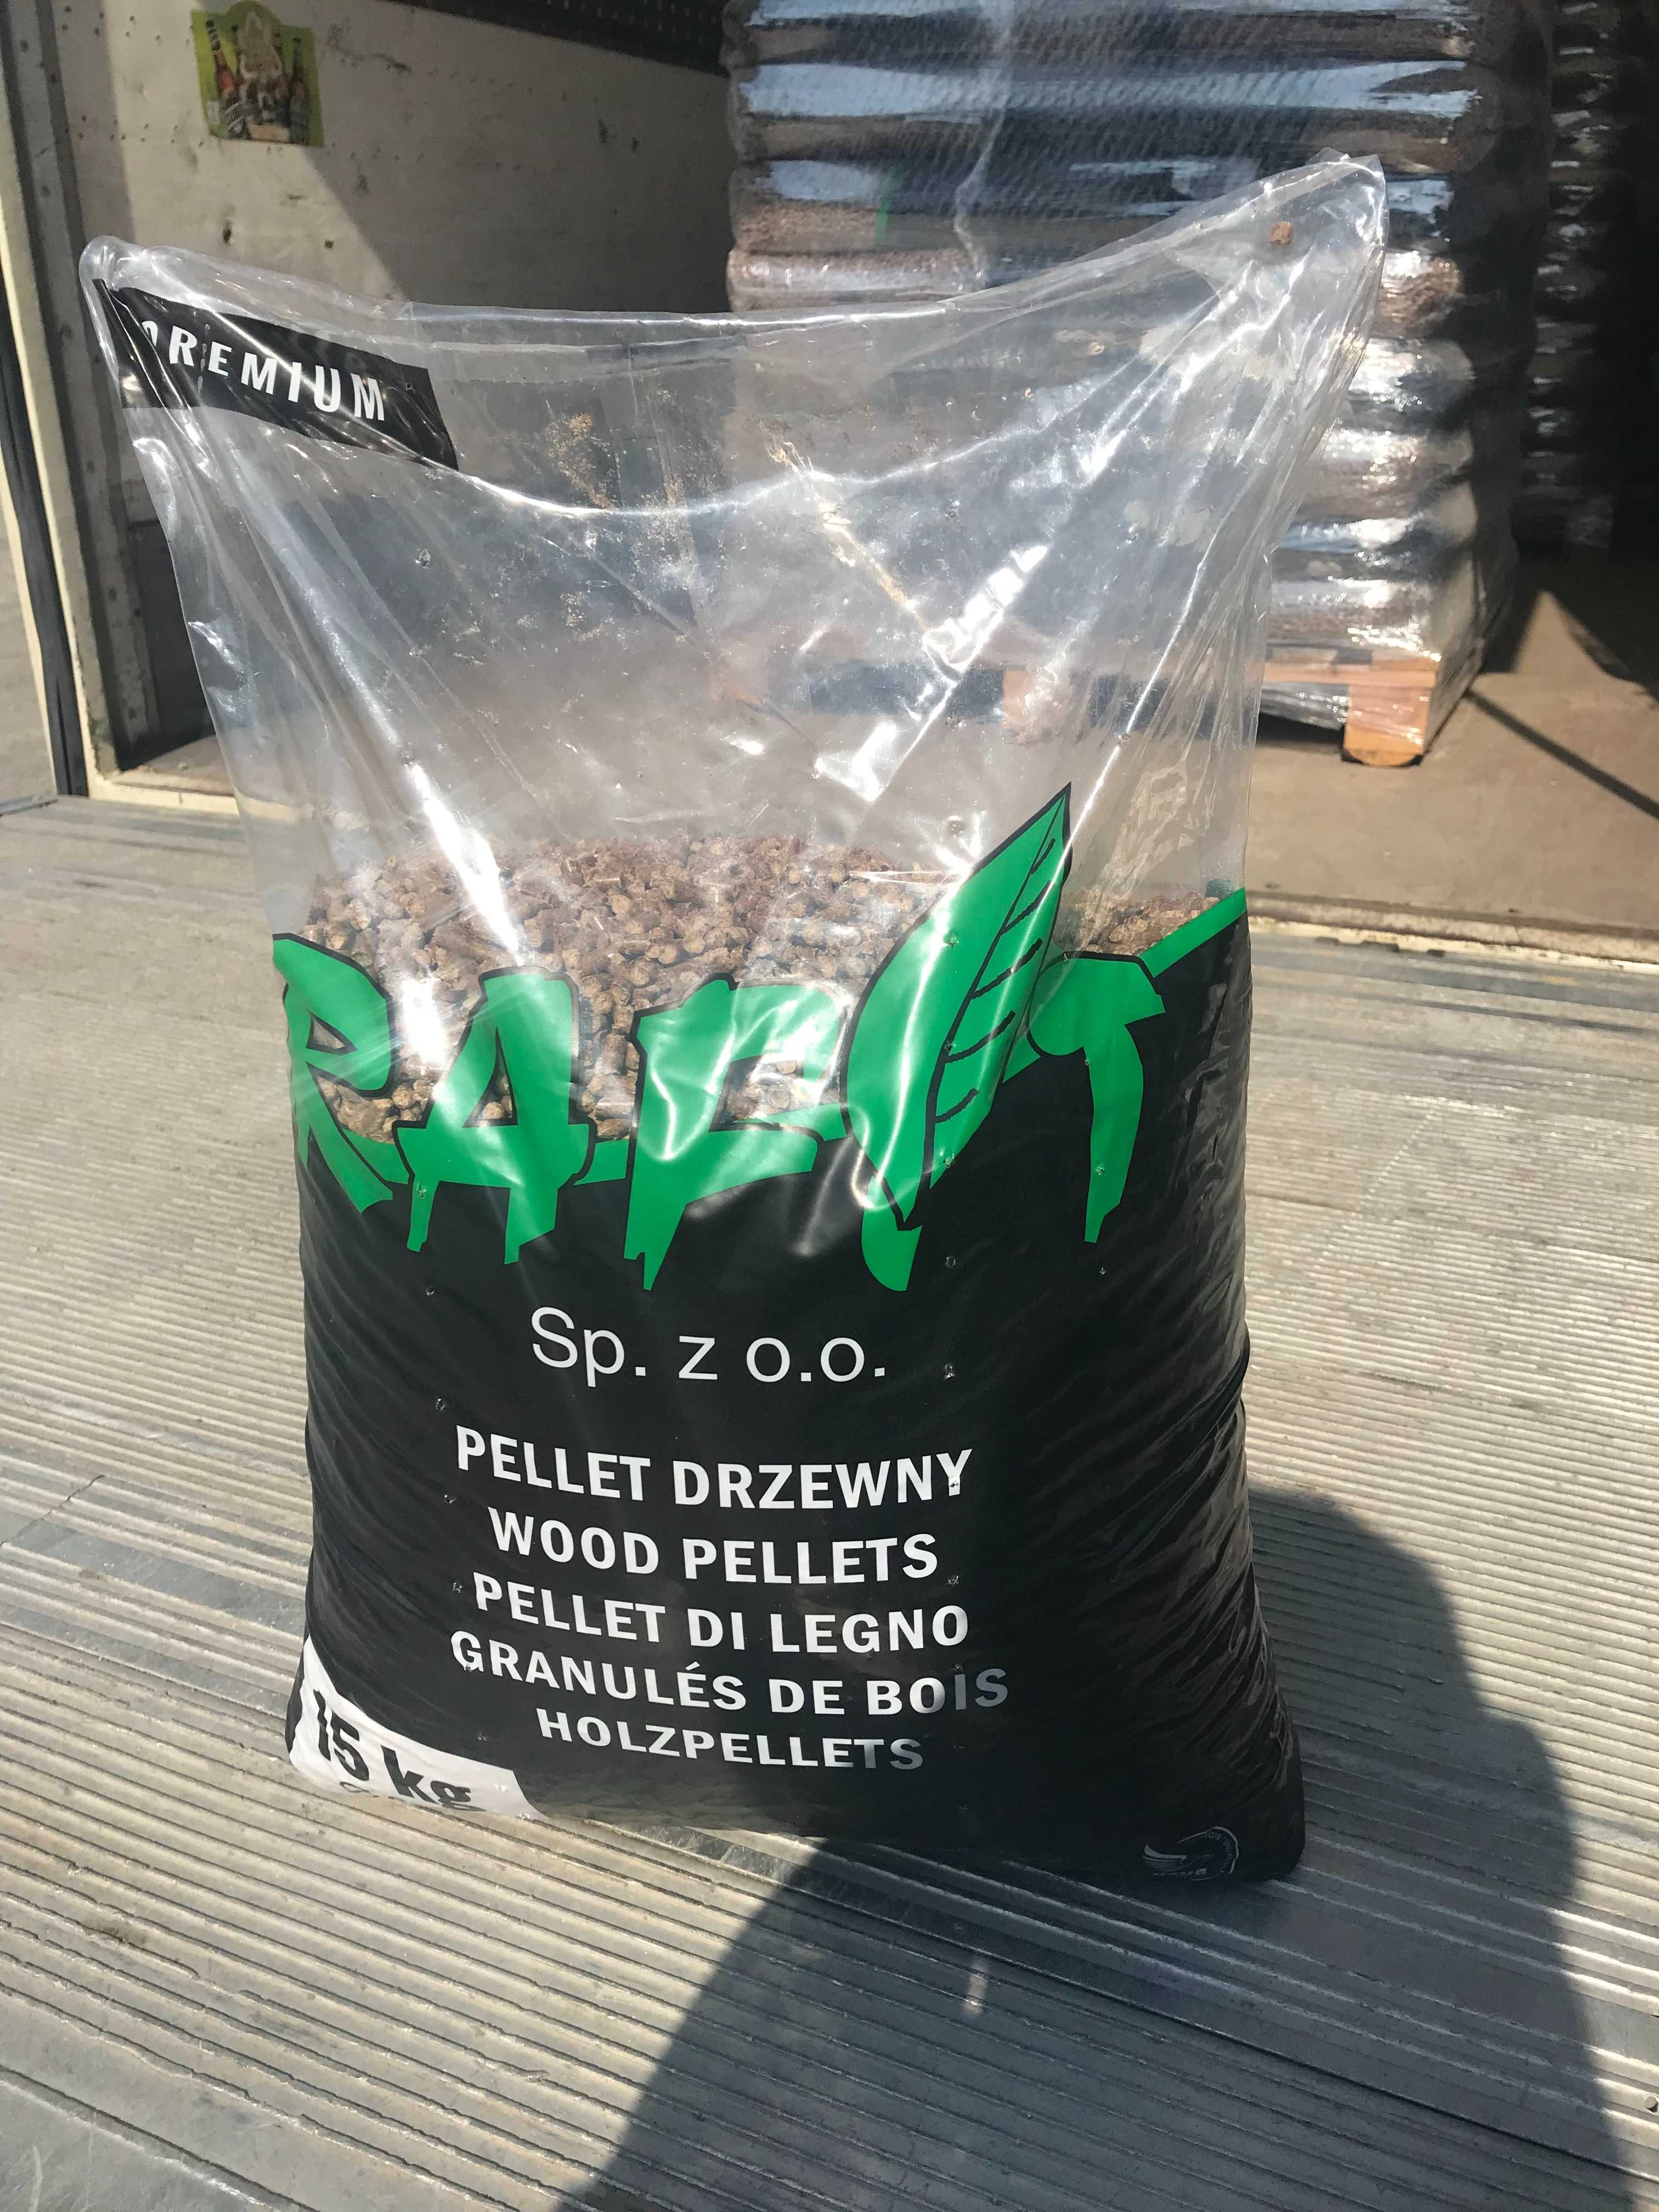 PREMIUM
Sp. z o.o.
PELLET DRZEWNY
WOOD PELLETS
PELLET DI LEGNO
GRANULÉS DE BOIS
HOLZPELLETS
15 kg